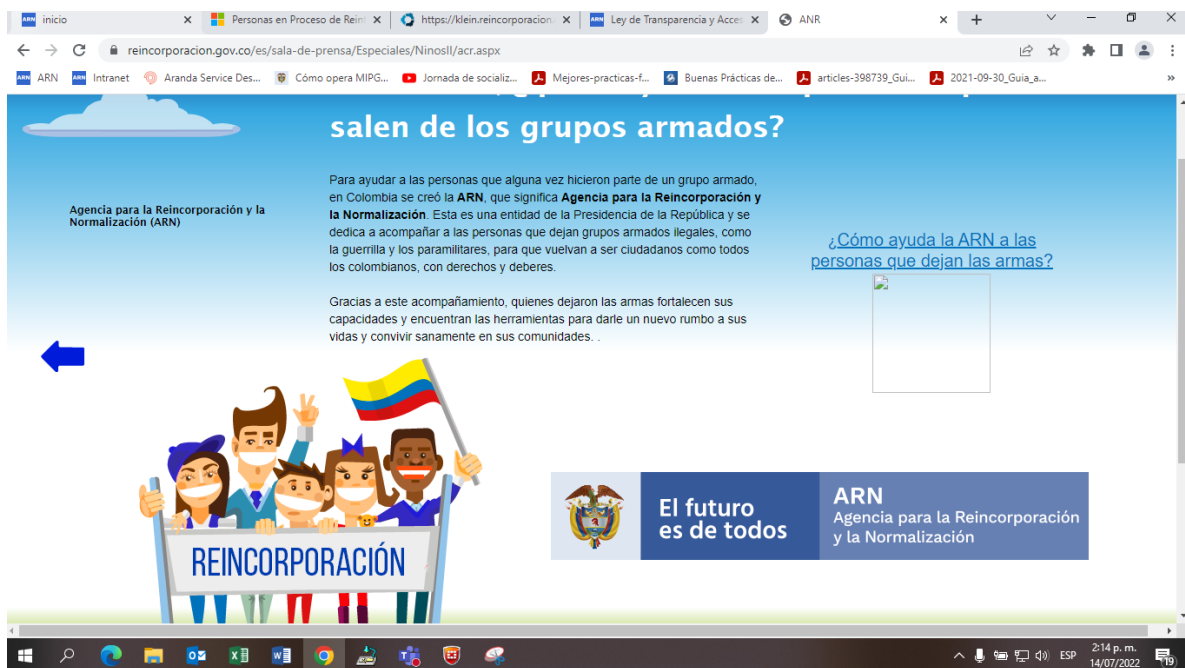 inicio
Personas en Proceso de Rein
https://klein.reincorporacion.
Ley de Transparencia y Acces
ANR
reincorporacion.gov.co/es/sala-de-prensa/Especiales/NinosII/acr.aspx
ARN
Intranet
Aranda Service Des...
Cómo opera MIPG...
Jornada de socializ...
Mejores-practicas-f...
Buenas Prácticas de...
articles-398739_Gui...
2021-09-30_Guia_a...
salen de los grupos armados?
Agencia para la Reincorporación y la
Normalización (ARN)
Para ayudar a las personas que alguna vez hicieron parte de un grupo armado,
en Colombia se creó la ARN, que significa Agencia para la Reincorporación y
la Normalización. Esta es una entidad de la Presidencia de la República y se
dedica a acompañar a las personas que dejan grupos armados ilegales, como
la guerrilla y los paramilitares, para que vuelvan a ser ciudadanos como todos
los colombianos, con derechos y deberes.
Gracias a este acompañamiento, quienes dejaron las armas fortalecen sus
capacidades y encuentran las herramientas para darle un nuevo rumbo a sus
vidas y convivir sanamente en sus comunidades. .
¿Cómo ayuda la ARN a las
personas que dejan las armas?
REINCORPORACIÓN
El futuro
es de todos
ARN
Agencia para la Reincorporación
y la Normalización
ESP
2:14 p. m.
14/07/2022
19